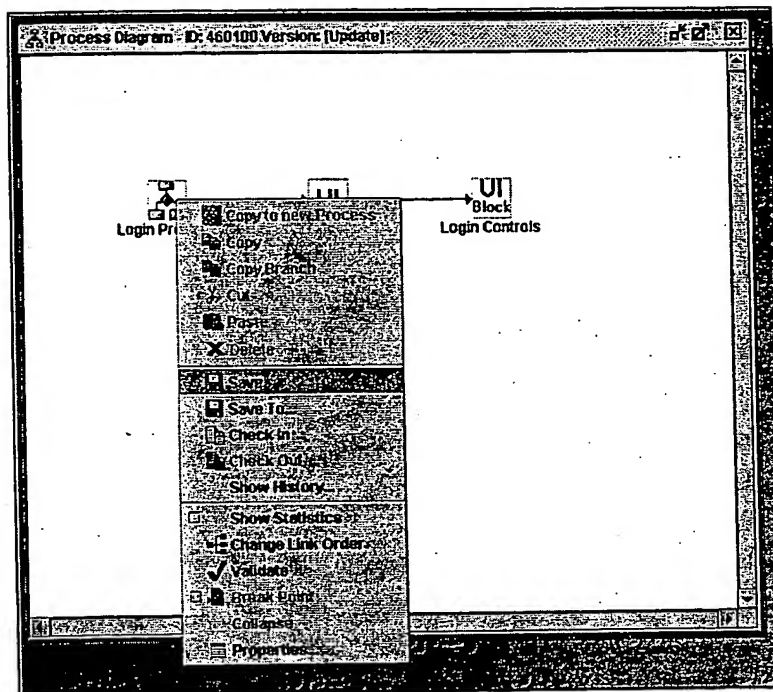 Process Diagram - ID: 460100 Version: [Update]
UI
Block
Login Pro
Login Controls
Copy to new Process
Copy
Copy Branch
Cut
Paste
Delete
Save
Save To...
Check In...
Check Out...
Show History...
Show Statistics
Change Link Order...
Validate
Break Point
Collapse
Properties...